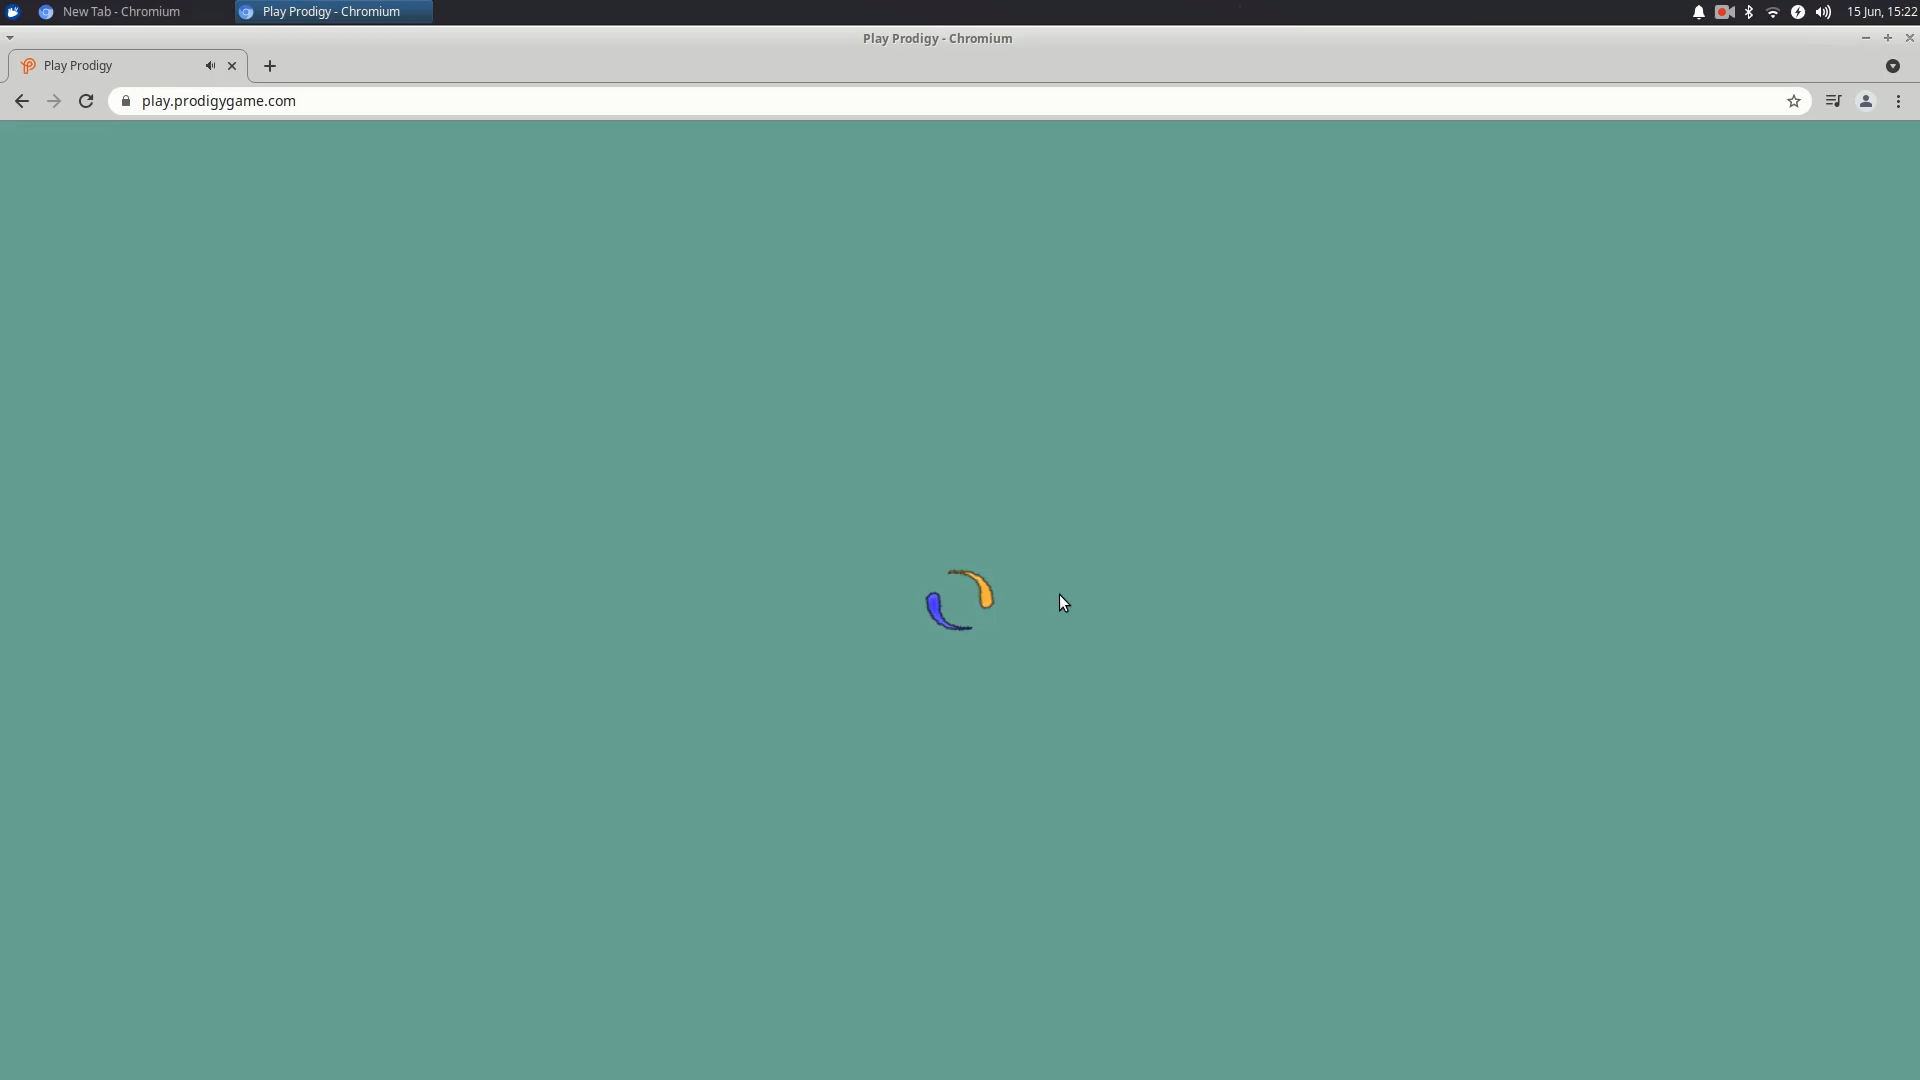 New Tab - Chromium
Play Prodigy - Chromium
15 Jun, 15:22
Play Prodigy - Chromium
Play Prodigy
play.prodigygame.com